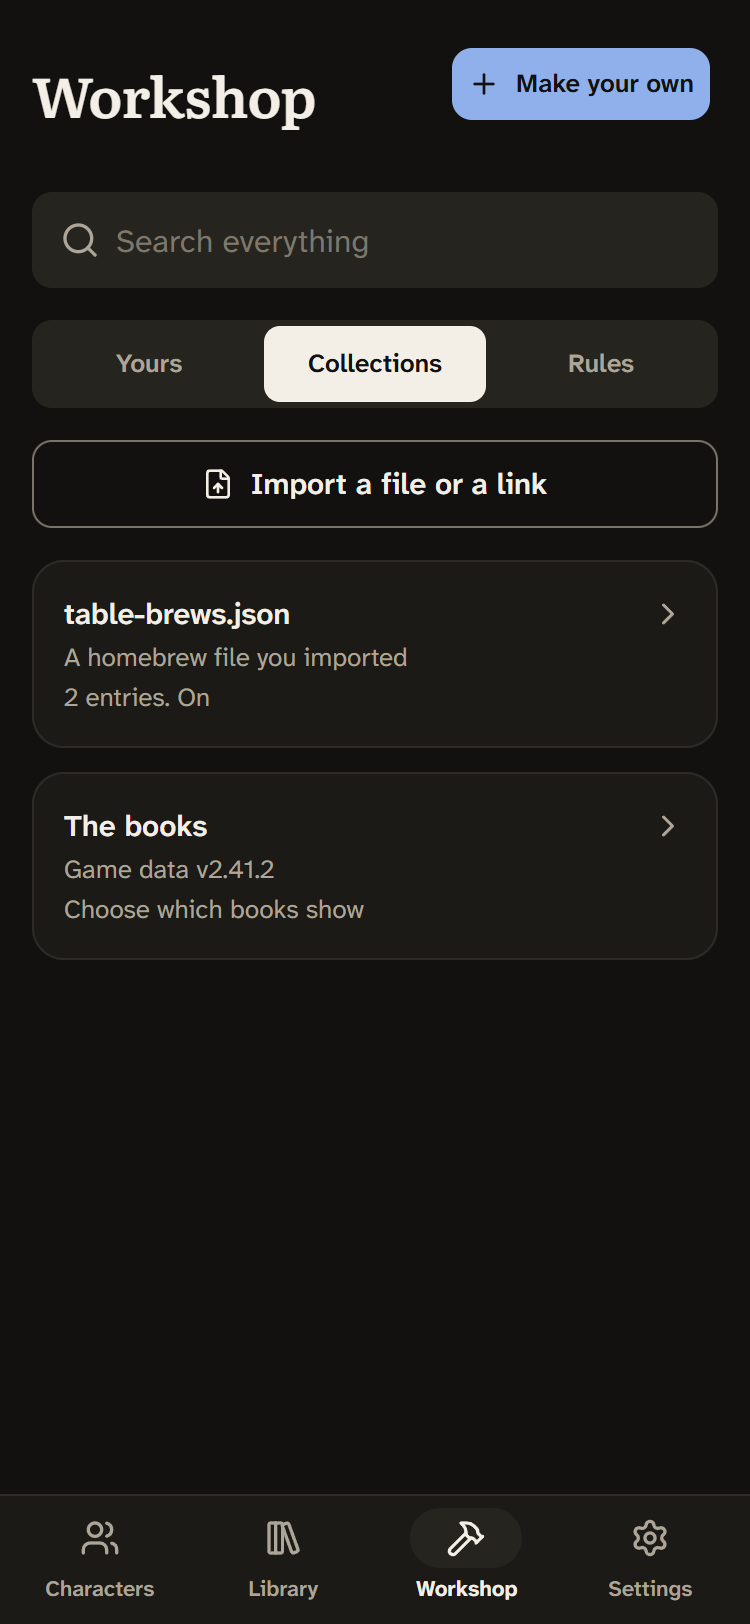 Workshop
Make your own
Search everything
Yours
Collections
Rules
Import a file or a link
table-brews.json
A homebrew file you imported
2 entries. On
The books
Game data v2.41.2
Choose which books show
Characters
Library
Workshop
Settings